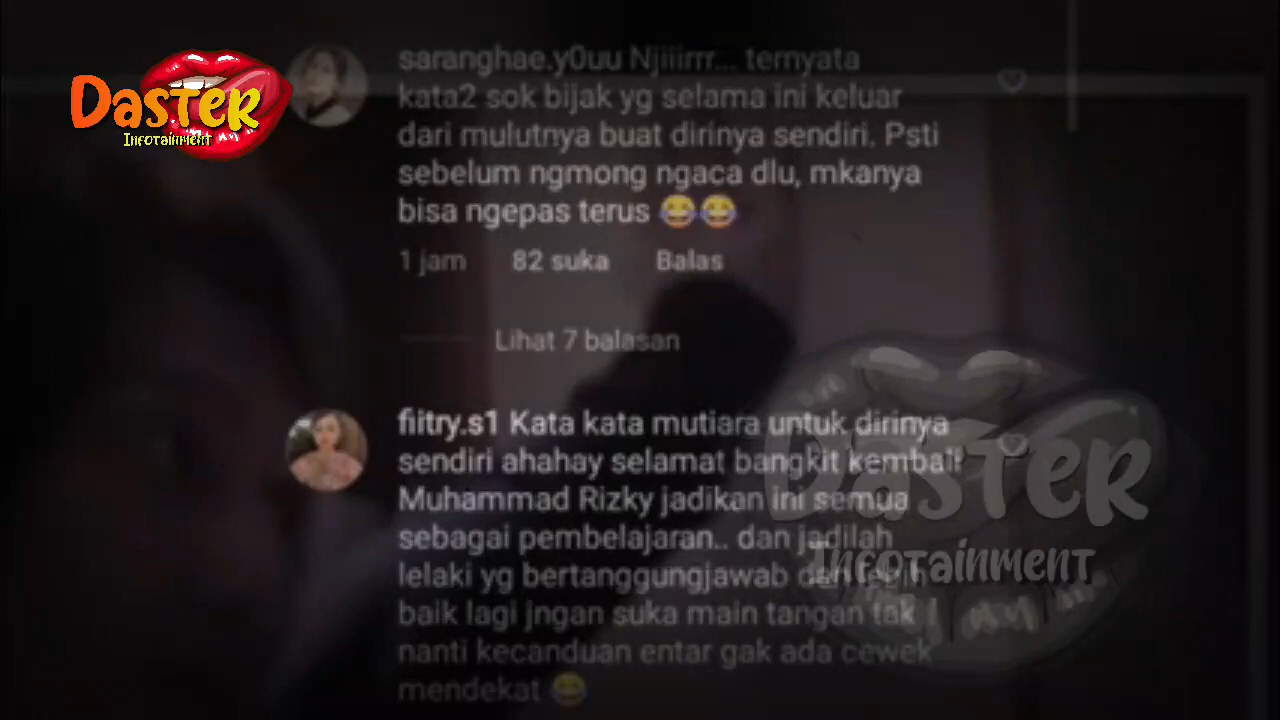 DASTER
INFOTAINMENT
saranghae.y0uu Njiiirrr... ternyata
kata2 sok bijak yg selama ini keluar
dari mulutnya buat dirinya sendiri. Psti
sebelum ngmong ngaca dlu, mkanya
bisa ngepas terus 😂😂
1 jam 82 suka Balas
Lihat 7 balasan
fiitry.s1 Kata kata mutiara untuk dirinya
sendiri ahahay selamat bangkit kembali
Muhammad Rizky jadikan ini semua
sebagai pembelajaran.. dan jadilah
lelaki yg bertanggungjawab dan lebih
baik lagi jngan suka main tangan tak
nanti kecanduan entar gak ada cewek
mendekat 😂
DASTER
INFOTAINMENT